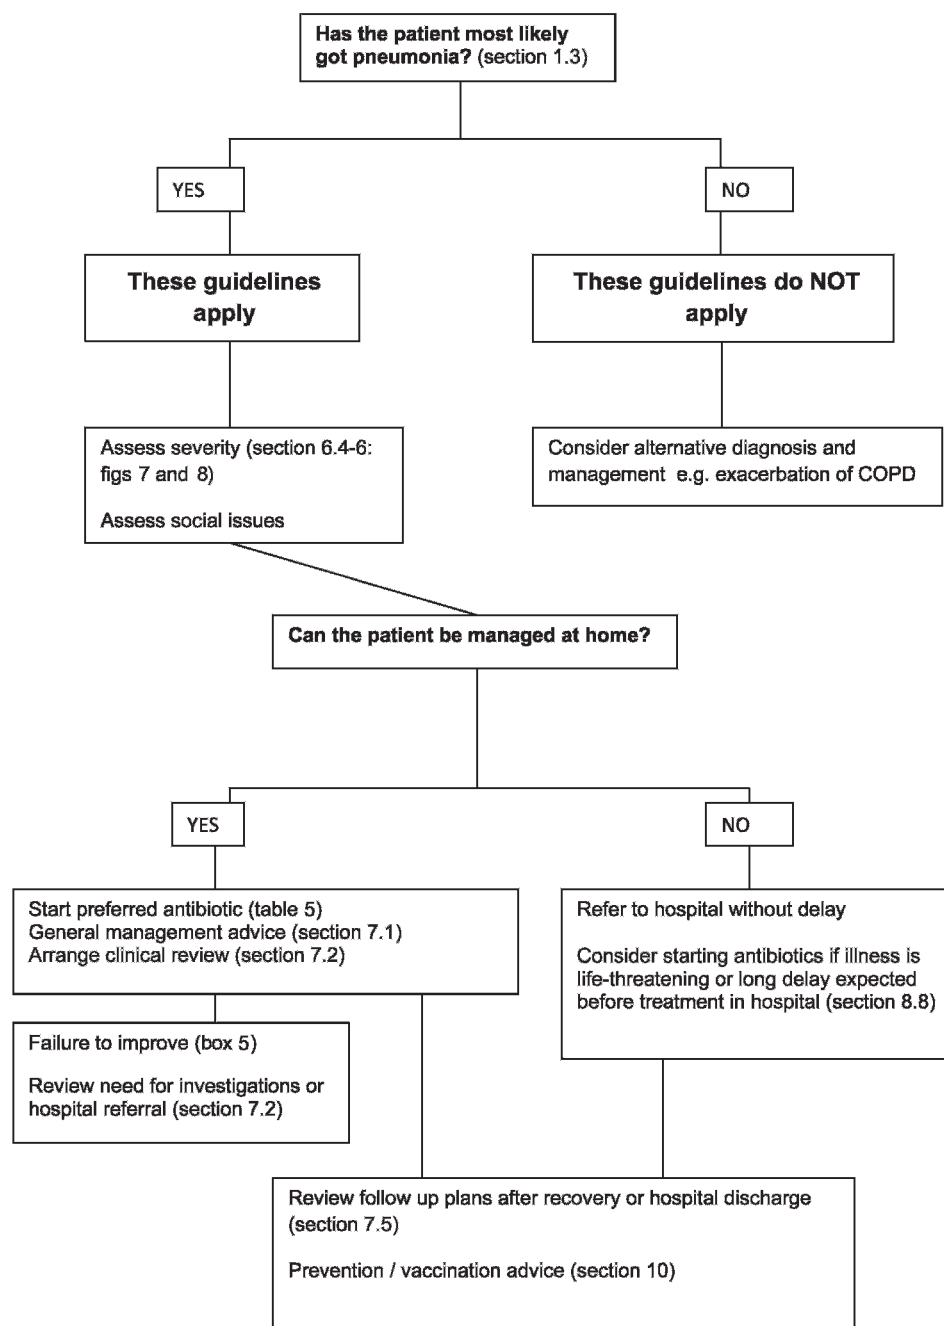 Has the patient most likely
got pneumonia? (section 1.3)
YES
NO
These guidelines
apply
These guidelines do NOT
apply
Assess severity (section 6.4-6:
figs 7 and 8)
Assess social issues
Consider alternative diagnosis and
management e.g. exacerbation of COPD
Can the patient be managed at home?
YES
NO
Start preferred antibiotic (table 5)
General management advice (section 7.1)
Arrange clinical review (section 7.2)
Refer to hospital without delay
Consider starting antibiotics if illness is
life-threatening or long delay expected
before treatment in hospital (section 8.8)
Failure to improve (box 5)
Review need for investigations or
hospital referral (section 7.2)
Review follow up plans after recovery or hospital discharge
(section 7.5)
Prevention / vaccination advice (section 10)